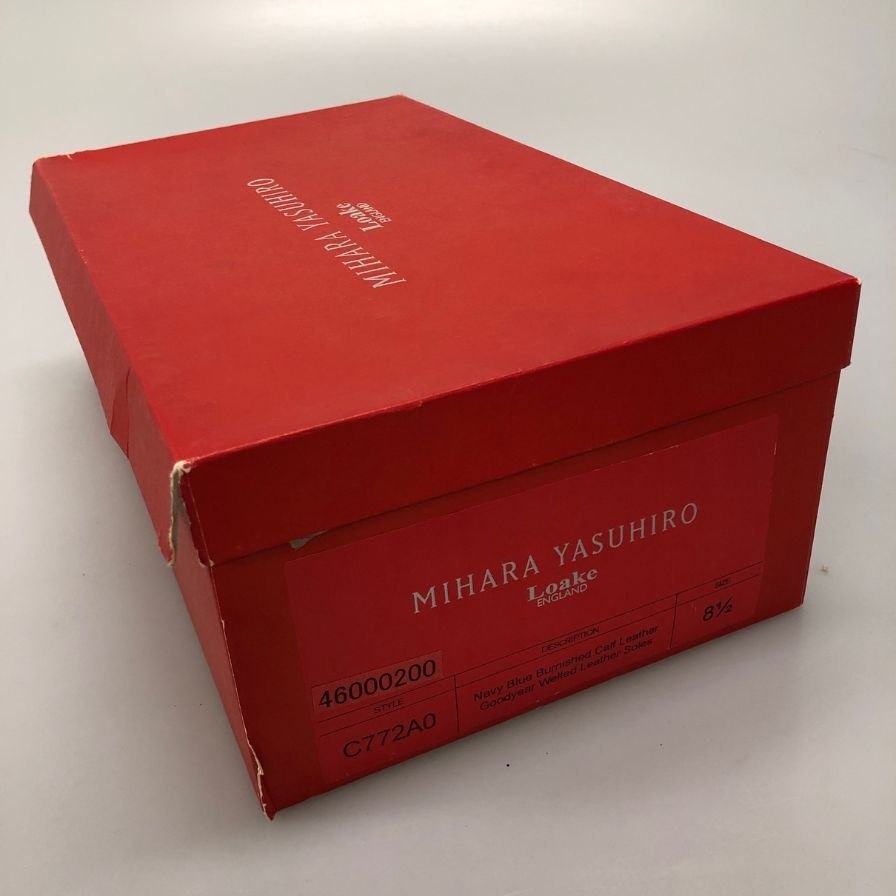 MIHARA YASUHIRO
Loake
ENGLAND
MIHARA YASUHIRO
Loake
ENGLAND
46000200
STYLE
C772A0
DESCRIPTION
Navy Blue Burnished Calf Leather
Goodyear Welted Leather Soles
SIZE
8½